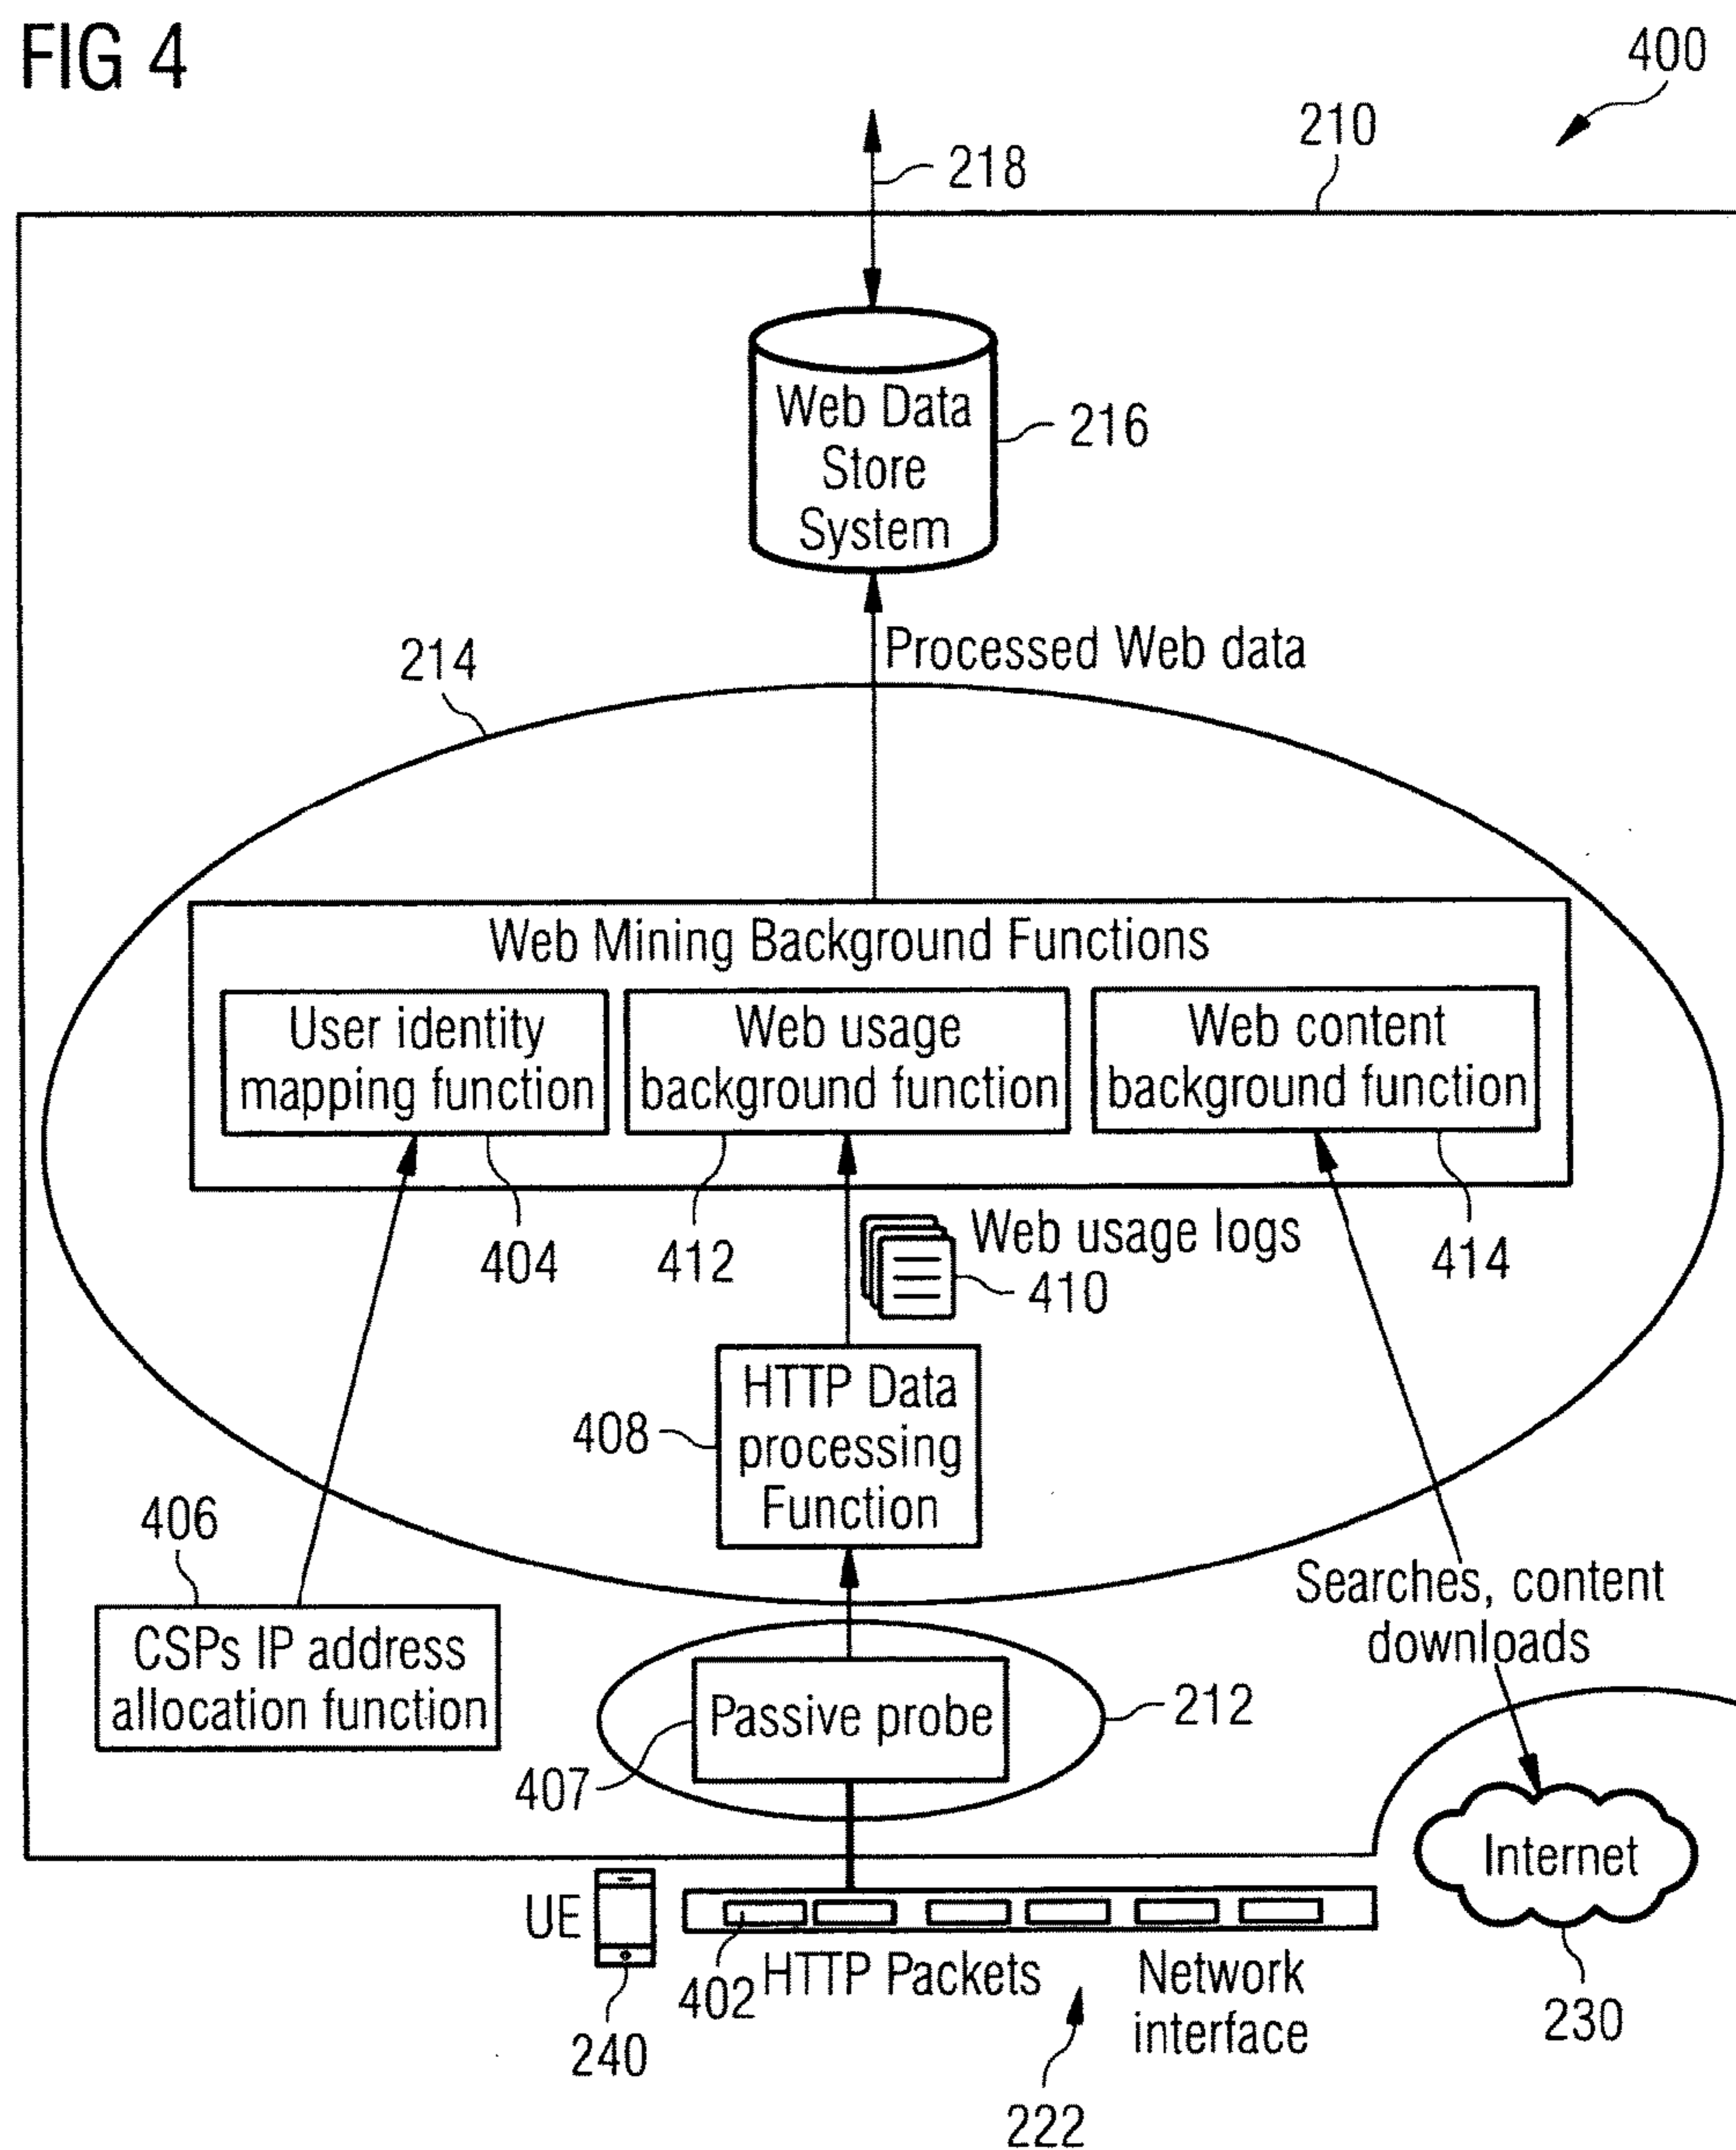 FIG 4
400
210
218
Web Data
Store
System
216
Processed Web data
214
Web Mining Background Functions
User identity
mapping function
Web usage
background function
Web content
background function
404
412
Web usage logs
410
414
HTTP Data
processing
Function
408
406
CSPs IP address
allocation function
Searches, content
downloads
Passive probe
212
407
Internet
UE
402
HTTP Packets
Network
interface
240
230
222